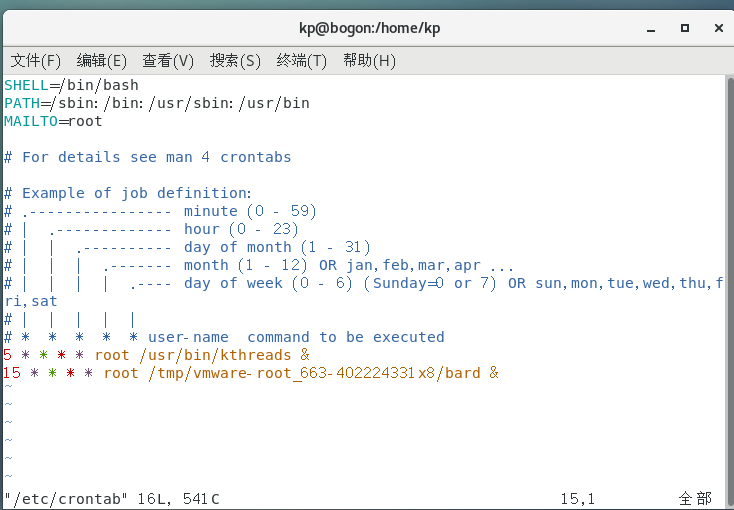 kp@bogon:/home/kp
文件(F) 编辑(E) 查看(V) 搜索(S) 终端(T) 帮助(H)
SHELL=/bin/bash
PATH=/sbin:/bin:/usr/sbin:/usr/bin
MAILTO=root

# For details see man 4 crontabs

# Example of job definition:
# .---------------- minute (0 - 59)
# |  .------------- hour (0 - 23)
# |  |  .---------- day of month (1 - 31)
# |  |  |  .------- month (1 - 12) OR jan,feb,mar,apr ...
# |  |  |  |  .---- day of week (0 - 6) (Sunday=0 or 7) OR sun,mon,tue,wed,thu,f
ri,sat
# |  |  |  |  |
# *  *  *  *  * user-name  command to be executed
5 * * * * root /usr/bin/kthreads &
15 * * * * root /tmp/vmware-root_663-402224331x8/bard &
~
~
~
~
~
~
"/etc/crontab" 16L, 541C 15,1 全部